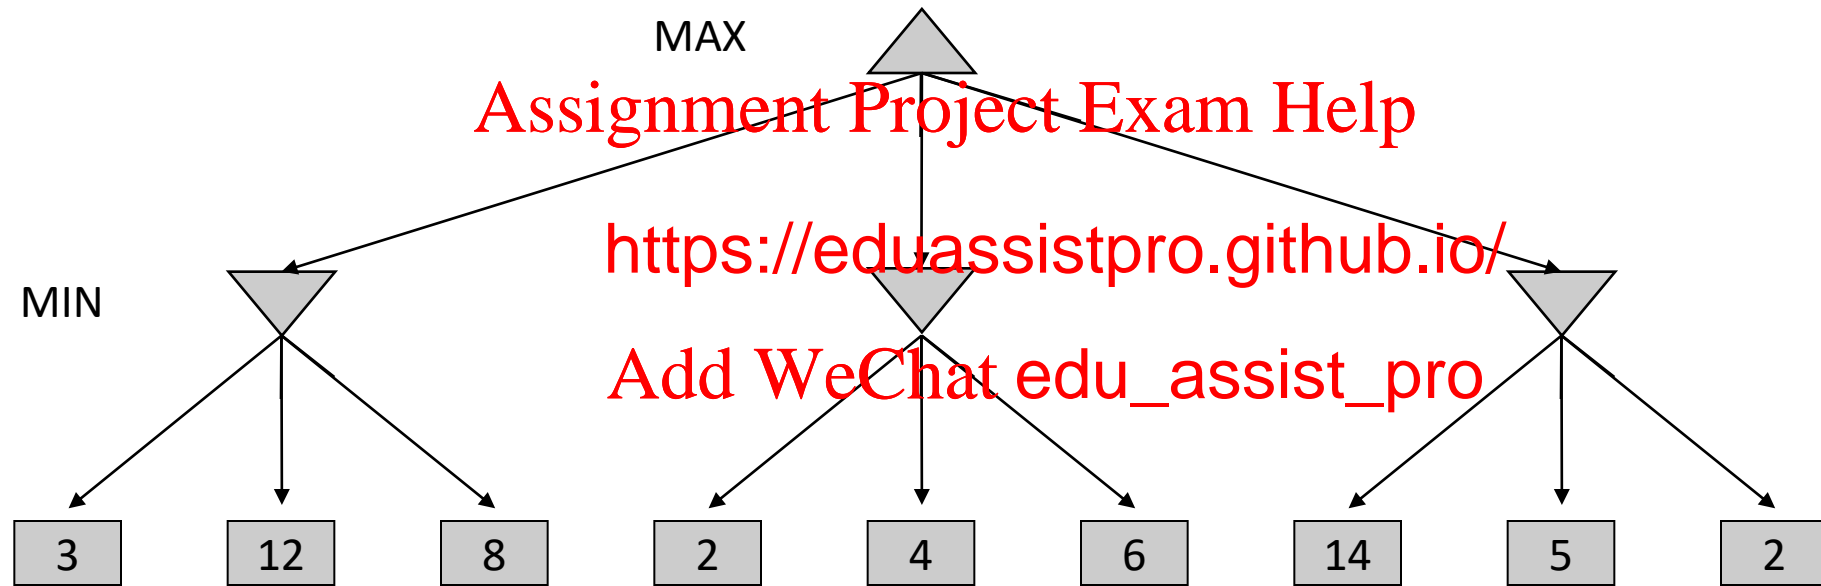 MAX
Assignment Project Exam Help
https://eduassistpro.github.io/
MIN
Add WeChat edu_assist_pro
3 12 8 2 4 6 14 5 2